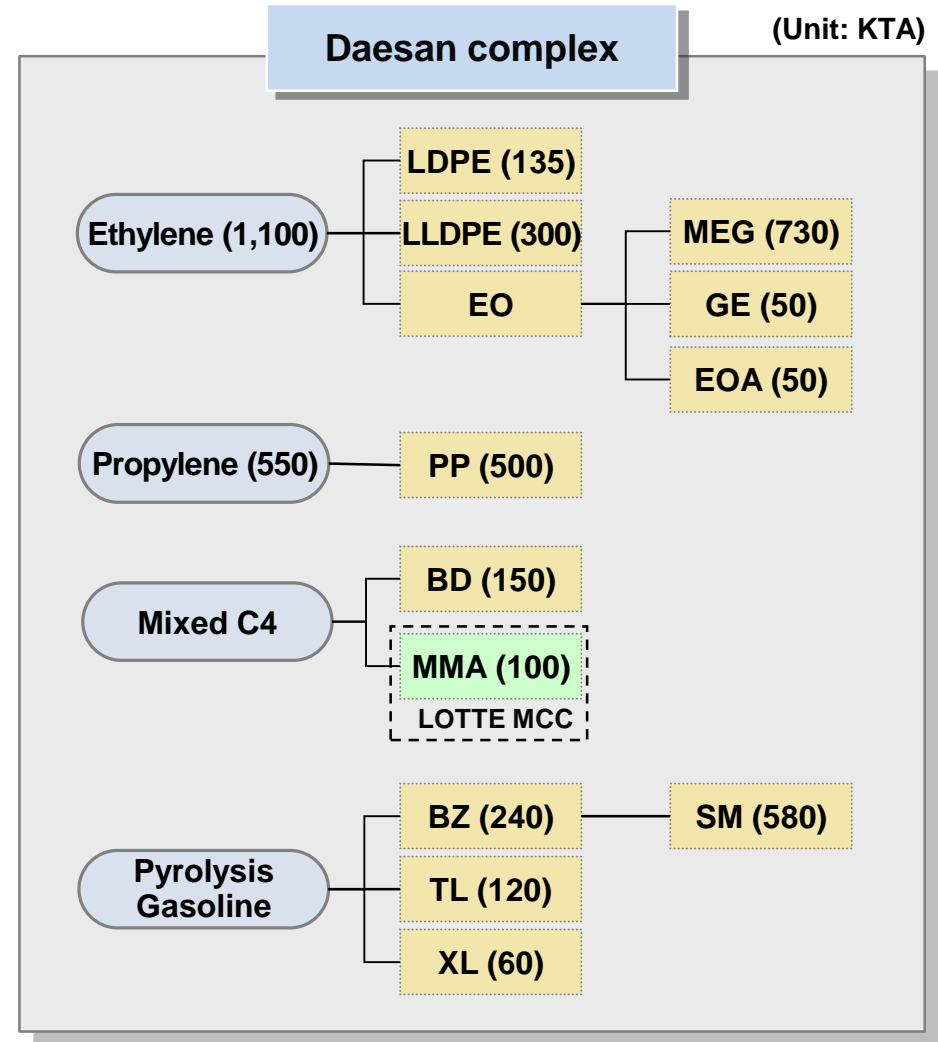 (Unit: KTA)
Daesan complex
Ethylene (1,100)
LDPE (135)
LLDPE (300)
EO
MEG (730)
GE (50)
EOA (50)
Propylene (550)
PP (500)
Mixed C4
BD (150)
MMA (100)
LOTTE MCC
Pyrolysis
Gasoline
BZ (240)
SM (580)
TL (120)
XL (60)